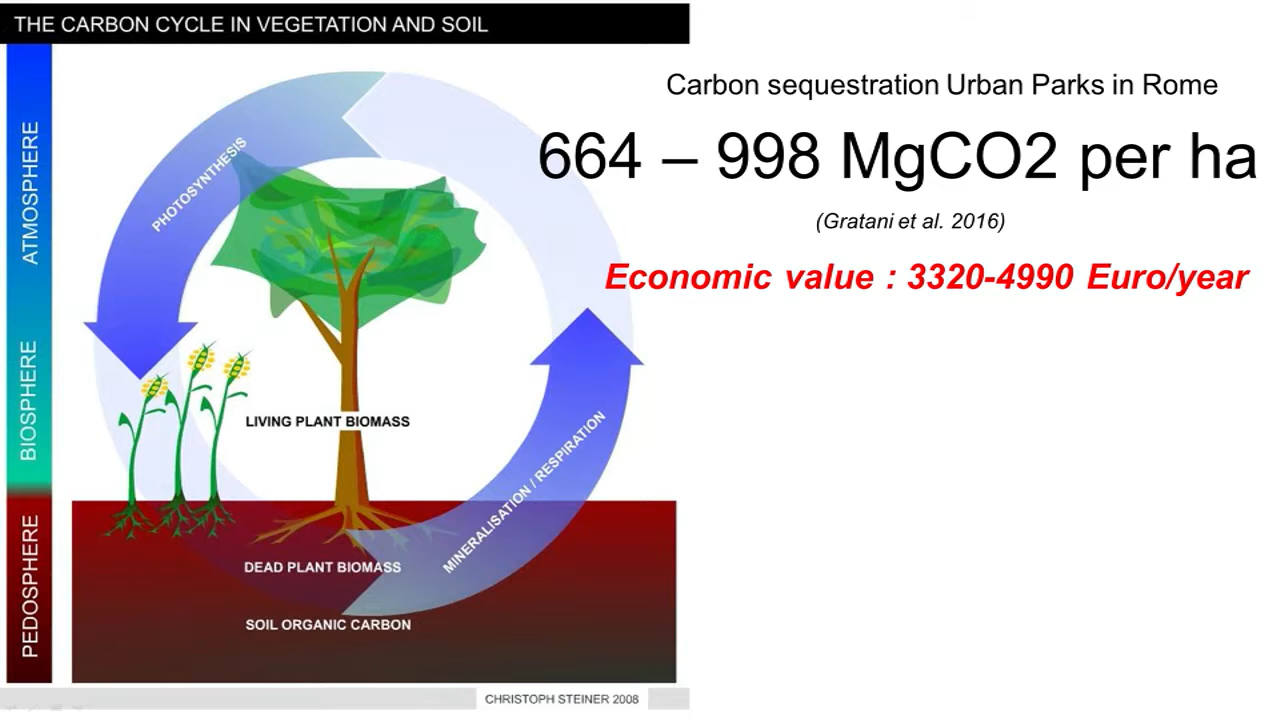 THE CARBON CYCLE IN VEGETATION AND SOIL
Carbon sequestration Urban Parks in Rome
664 – 998 MgCO2 per ha
(Gratani et al. 2016)
Economic value : 3320-4990 Euro/year
ATMOSPHERE
BIOSPHERE
PEDOSPHERE
PHOTOSYNTHESIS
LIVING PLANT BIOMASS
MINERALISATION / RESPIRATION
DEAD PLANT BIOMASS
SOIL ORGANIC CARBON
CHRISTOPH STEINER 2008